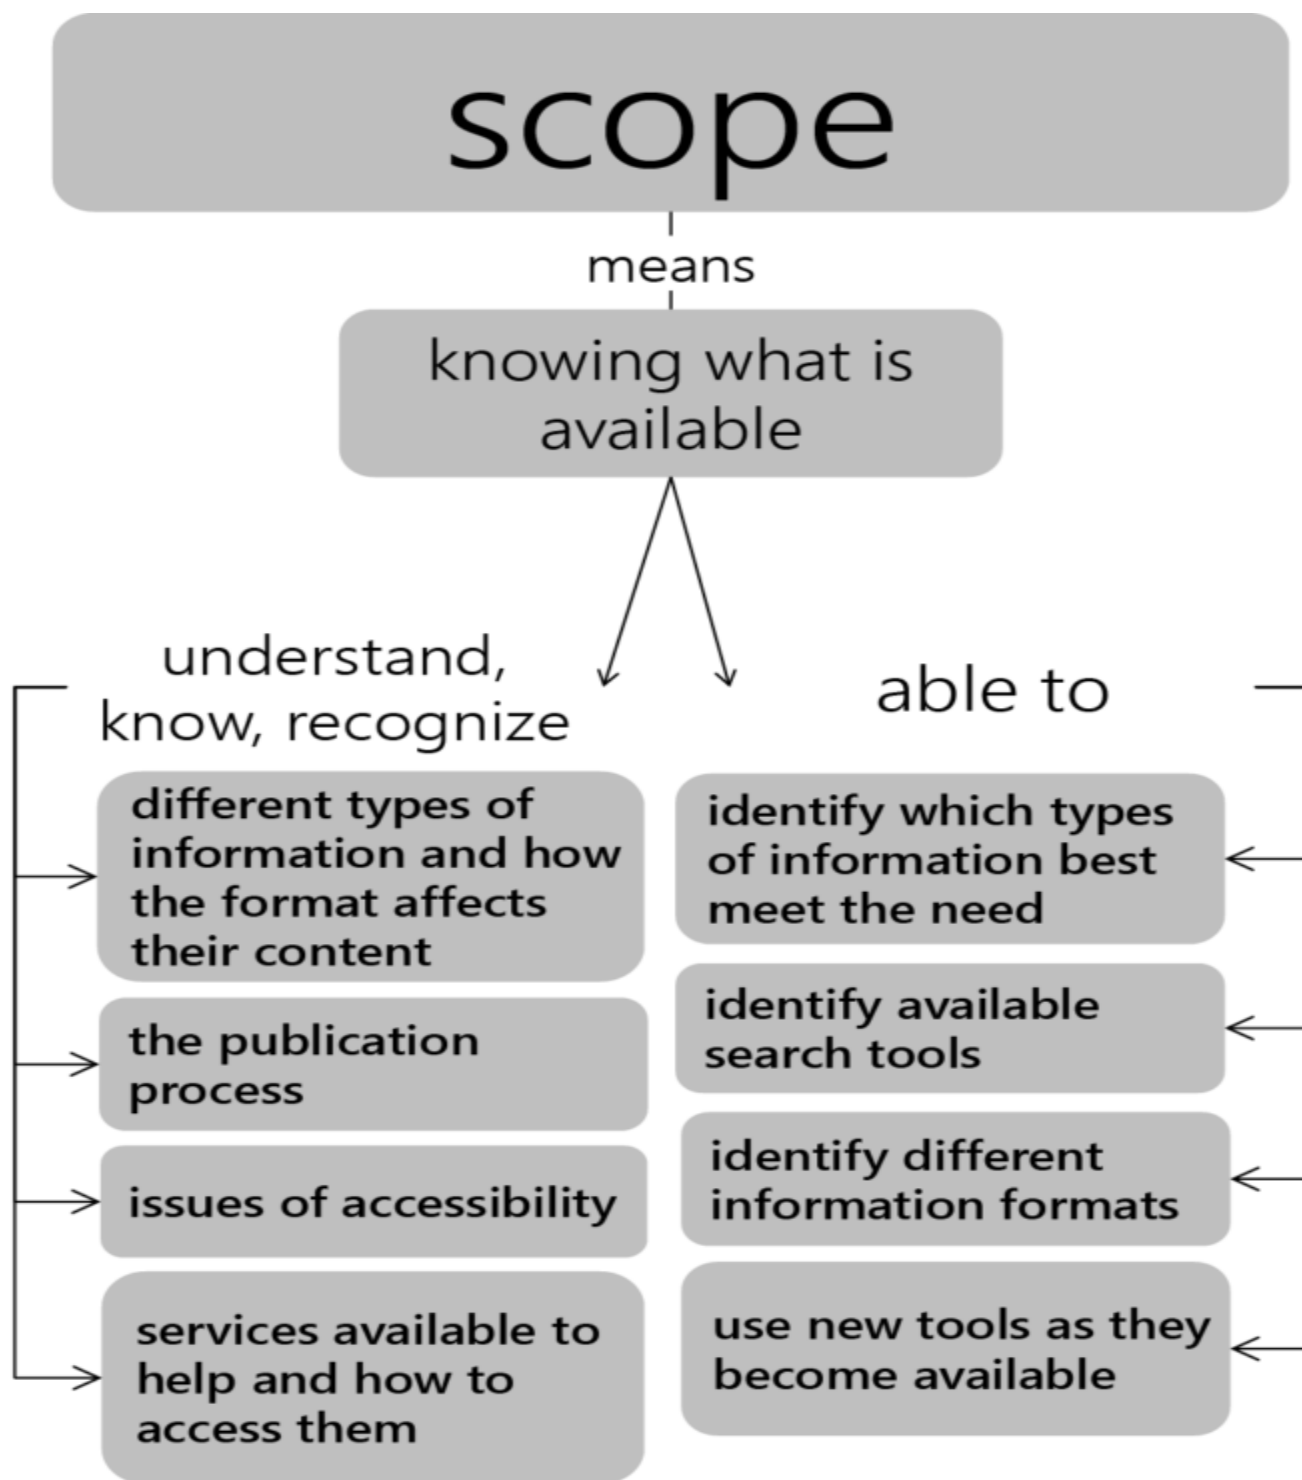 scope
means
knowing what is
available
understand,
know, recognize
different types of
information and how
the format affects
their content
the publication
process
issues of accessibility
services available to
help and how to
access them
able to
identify which types
of information best
meet the need
identify available
search tools
identify different
information formats
use new tools as they
become available